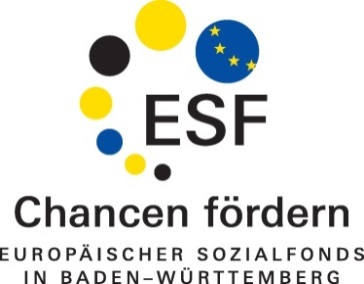 ESF
Chancen fördern
EUROPÄISCHER SOZIALFONDS
IN BADEN–WÜRTTEMBERG